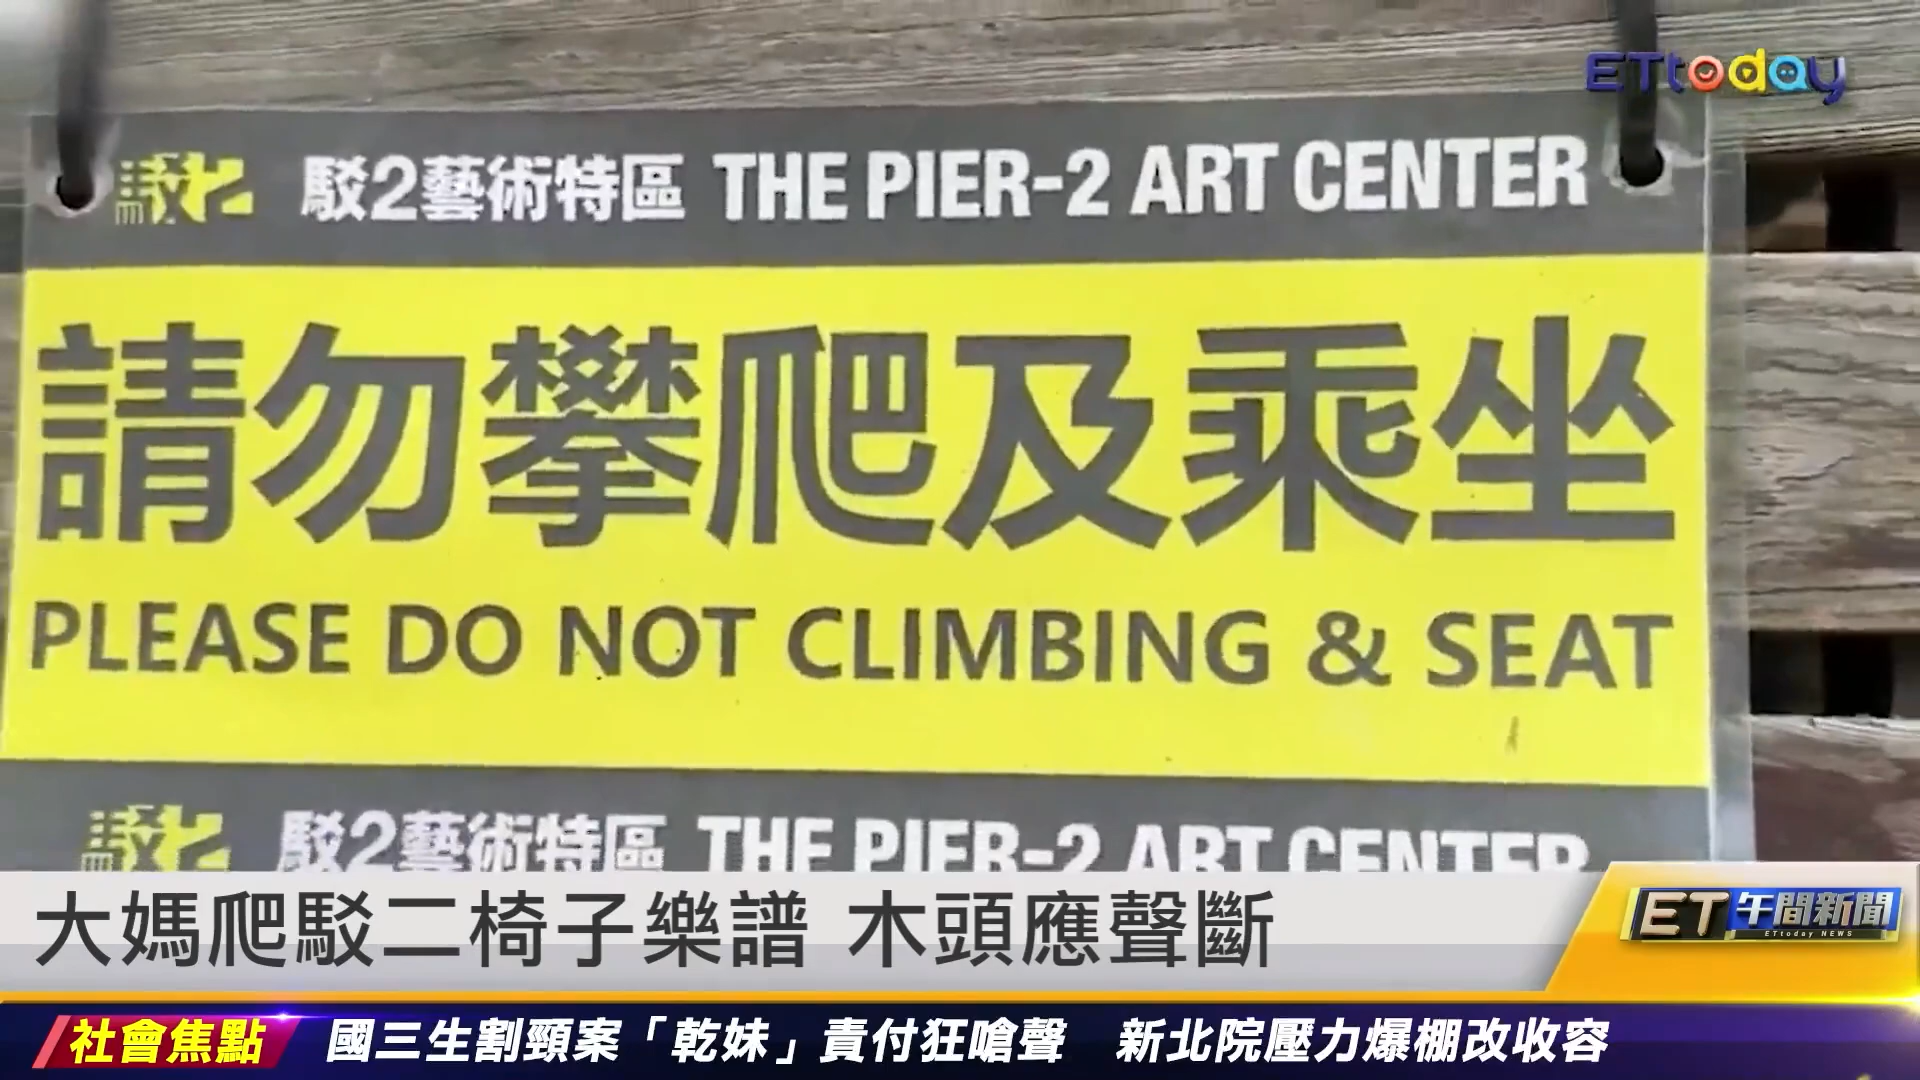 ETtoday
駁2 駁2藝術特區 THE PIER-2 ART CENTER
請勿攀爬及乘坐
PLEASE DO NOT CLIMBING & SEAT
駁2 駁2藝術特區 THE PIER-2 ART CENTER
大媽爬駁二椅子樂譜 木頭應聲斷
ET午間新聞
ETtoday NEWS
社會焦點 國三生割頸案「乾妹」責付狂嗆聲 新北院壓力爆棚改收容